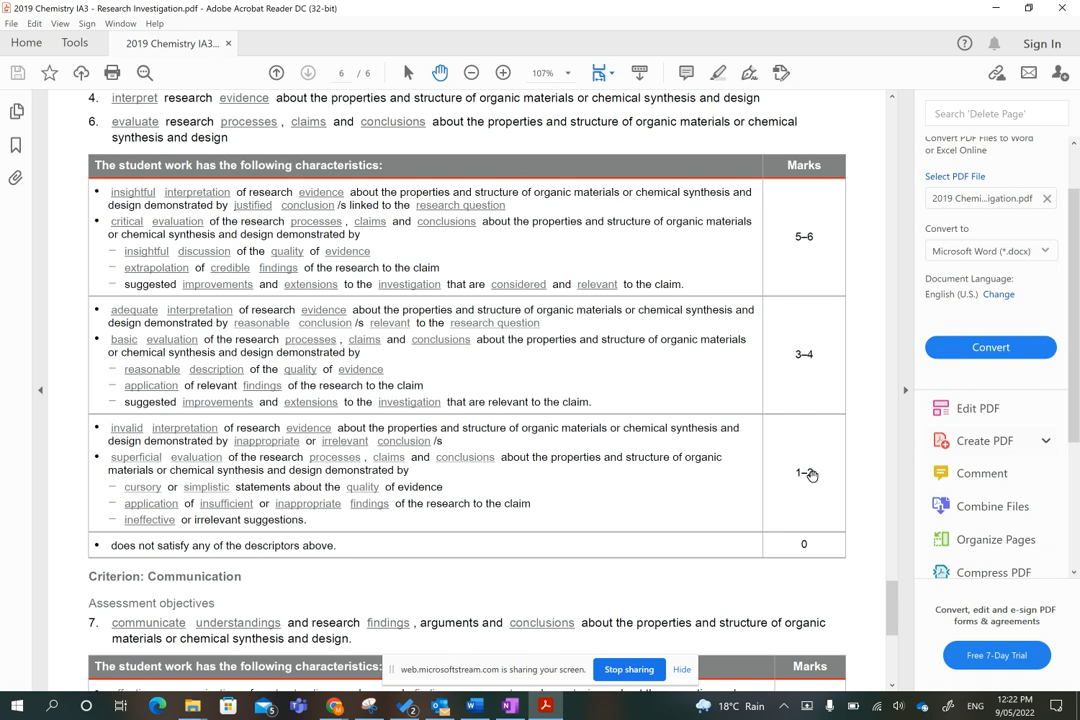 2019 Chemistry IA3 - Research Investigation.pdf - Adobe Acrobat Reader DC (32-bit)
File Edit View Sign Window Help
Home Tools 2019 Chemistry IA3... × Sign In
6 / 6 107%
4. interpret research evidence about the properties and structure of organic materials or chemical synthesis and design
6. evaluate research processes , claims and conclusions about the properties and structure of organic materials or chemical
synthesis and design
The student work has the following characteristics: Marks
• insightful interpretation of research evidence about the properties and structure of organic materials or chemical synthesis and
design demonstrated by justified conclusion /s linked to the research question
• critical evaluation of the research processes , claims and conclusions about the properties and structure of organic materials
or chemical synthesis and design demonstrated by
– insightful discussion of the quality of evidence
– extrapolation of credible findings of the research to the claim
– suggested improvements and extensions to the investigation that are considered and relevant to the claim.
5–6
• adequate interpretation of research evidence about the properties and structure of organic materials or chemical synthesis and
design demonstrated by reasonable conclusion /s relevant to the research question
• basic evaluation of the research processes , claims and conclusions about the properties and structure of organic materials
or chemical synthesis and design demonstrated by
– reasonable description of the quality of evidence
– application of relevant findings of the research to the claim
– suggested improvements and extensions to the investigation that are relevant to the claim.
3–4
• invalid interpretation of research evidence about the properties and structure of organic materials or chemical synthesis and
design demonstrated by inappropriate or irrelevant conclusion /s
• superficial evaluation of the research processes , claims and conclusions about the properties and structure of organic
materials or chemical synthesis and design demonstrated by
– cursory or simplistic statements about the quality of evidence
– application of insufficient or inappropriate findings of the research to the claim
– ineffective or irrelevant suggestions.
1–2
• does not satisfy any of the descriptors above. 0
Criterion: Communication
Assessment objectives
7. communicate understandings and research findings , arguments and conclusions about the properties and structure of organic
materials or chemical synthesis and design.
The student work has the following characteristics: Marks
web.microsoftstream.com is sharing your screen. Stop sharing Hide
Search 'Delete Page'
Convert PDF Files to Word
or Excel Online
Select PDF File
2019 Chemi...igation.pdf ×
Convert to
Microsoft Word (*.docx)
Document Language:
English (U.S.) Change
Convert
Edit PDF
Create PDF
Comment
Combine Files
Organize Pages
Compress PDF
Convert, edit and e-sign PDF
forms & agreements
Free 7-Day Trial
18°C Rain
12:22 PM
9/05/2022